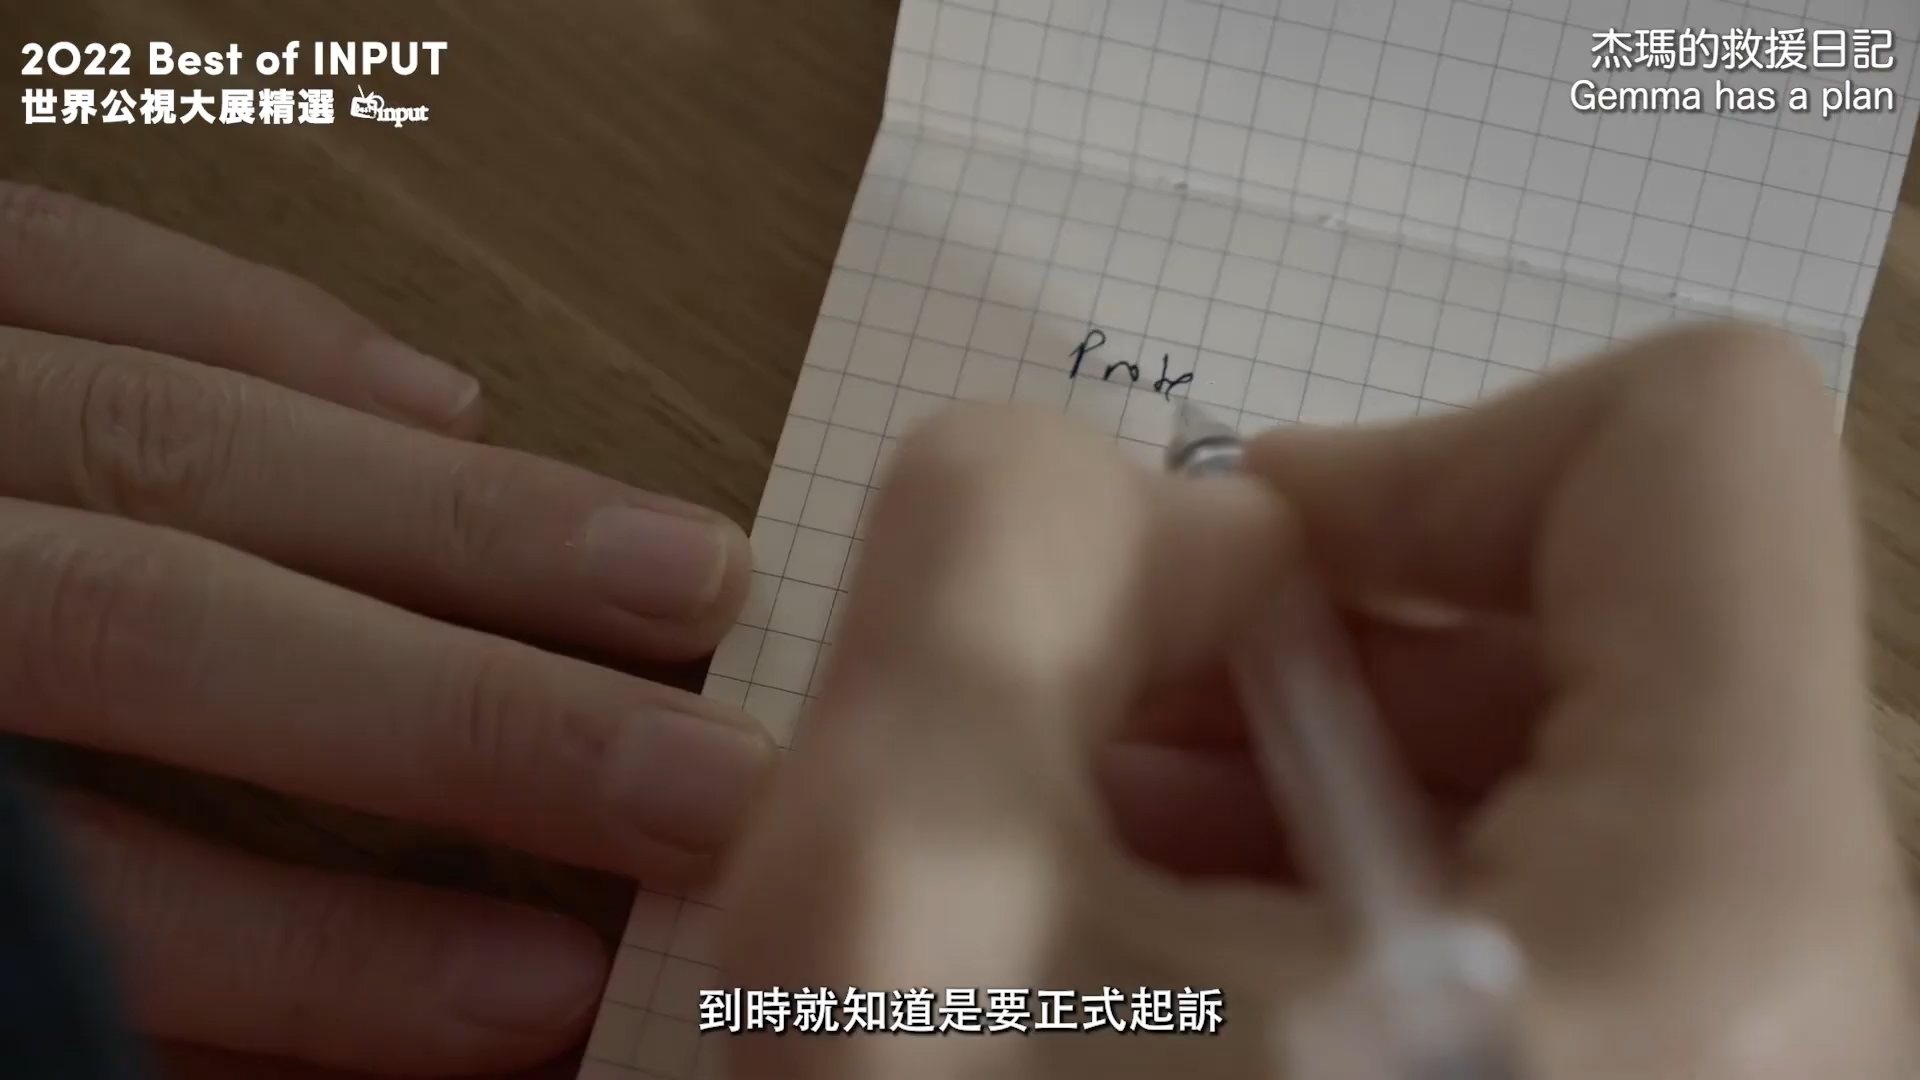 2022 Best of INPUT
世界公視大展精選 input
杰瑪的救援日記
Gemma has a plan
Prote
到時就知道是要正式起訴